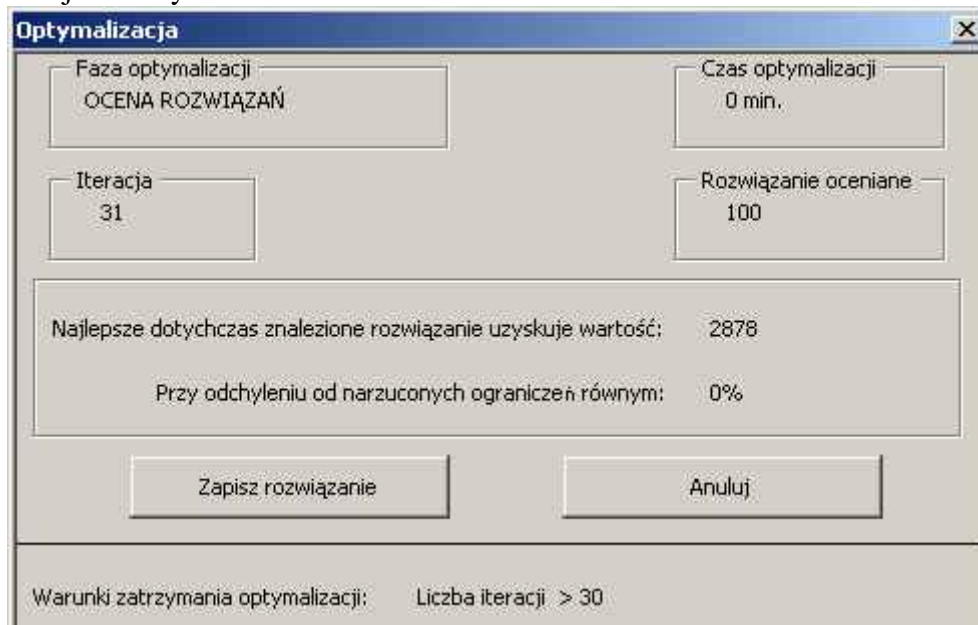 Optymalizacja
Faza optymalizacji
OCENA ROZWIĄZAŃ
Czas optymalizacji
0 min.
Iteracja
31
Rozwiązanie oceniane
100
Najlepsze dotychczas znalezione rozwiązanie uzyskuje wartość: 2878
Przy odchyleniu od narzuconych ograniczeń równym: 0%
Zapisz rozwiązanie Anuluj
Warunki zatrzymania optymalizacji: Liczba iteracji > 30